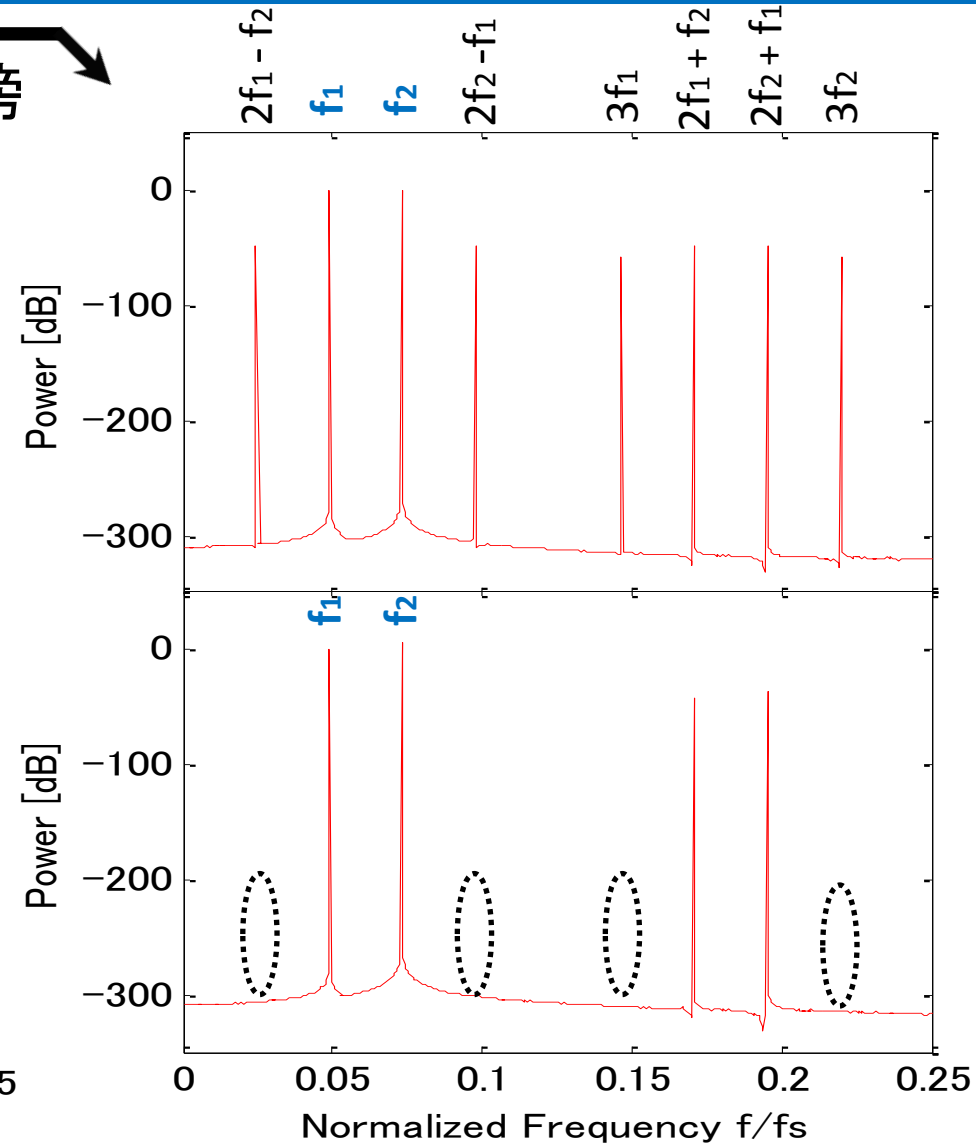 2f1 - f2
f1
f2
2f2 -f1
3f1
2f1 + f2
2f2 + f1
3f2
0
−100
−200
−300
Power [dB]
f1
f2
0
−100
−200
−300
Power [dB]
5
0
0.05
0.1
0.15
0.2
0.25
Normalized Frequency f/fs